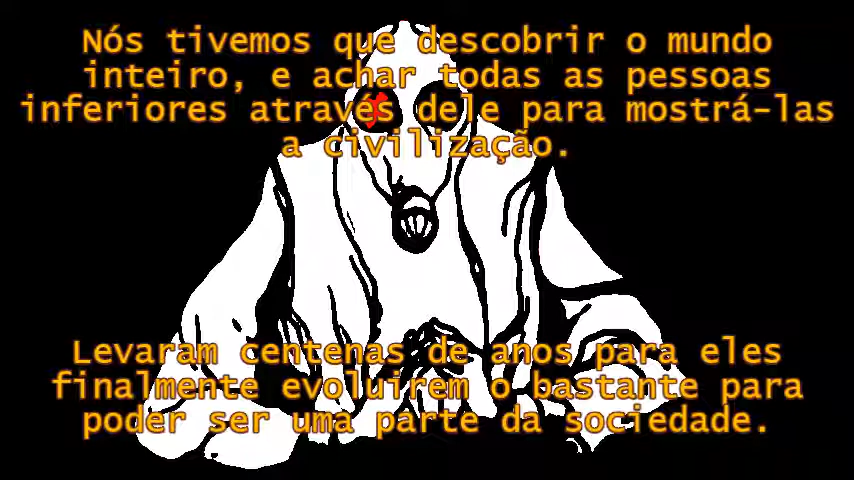 Nós tivemos que descobrir o mundo
inteiro, e achar todas as pessoas
inferiores através dele para mostrá-las
a civilização.
Levaram centenas de anos para eles
finalmente evoluirem o bastante para
poder ser uma parte da sociedade.